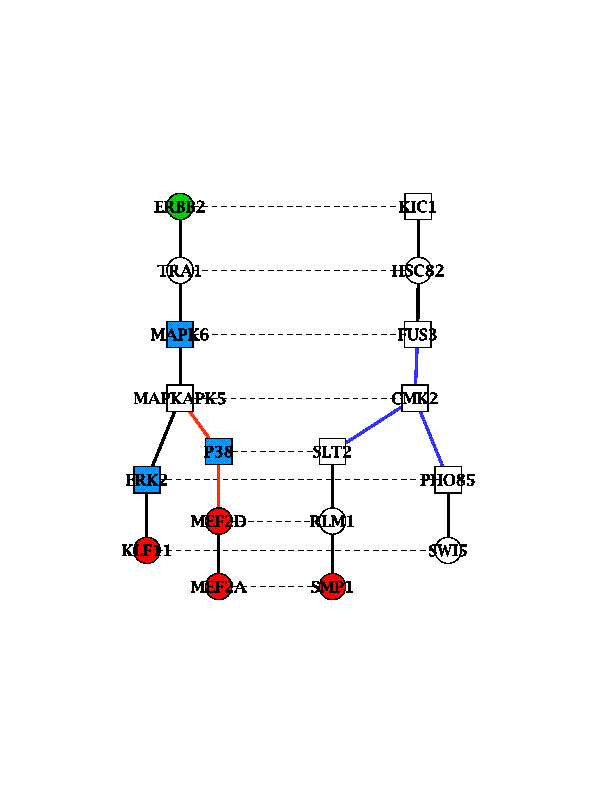 ERBB2 KIC1
TRA1 HSC82
MAPK6 FUS3
MAPKAPK5 CMK2
P38 SLT2
ERK2 PHO85
MEF2D RLM1
KLF11 SWI5
MEF2A SMP1